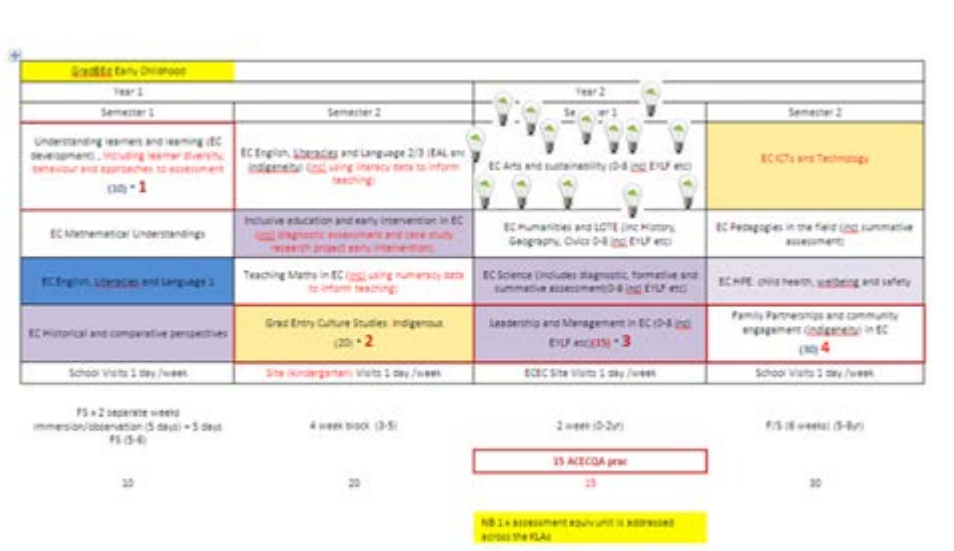 GradBEd Early Childhood
Year 1
Year 2
Semester 1
Semester 2
Semester 2
Understanding learners and learning (EC
development) , including learner diversity,
behaviour and approaches to assessment
(10) * 1
EC English, Literacies and Language 2/3 (EAL and
Indigeneity) (incl using literacy data to inform
teaching)
EC Arts and sustainability (0-8 incl EYLF etc)
EC ICTs and Technology
EC Mathematical Understandings
Inclusive education and early intervention in EC
(incl diagnostic assessment and case study
research project early intervention)
EC Humanities and LOTE (inc History,
Geography, Civics 0-8 incl EYLF etc)
EC Pedagogies in the field (incl summative
assessment)
EC English, Literacies and Language 1
Teaching Maths in EC (incl using numeracy data
to inform teaching)
EC Science (includes diagnostic, formative and
summative assessment(0-8 incl EYLF etc)
EC HPE: child health, wellbeing and safety
EC Historical and comparative perspectives
Grad Entry Culture Studies: Indigenous
(20) * 2
Leadership and Management in EC (0-8 incl
EYLF etc)(15) * 3
Family Partnerships and community
engagement (Indigeneity) in EC
(30) 4
School Visits 1 day /week
Site (kindergarten) Visits 1 day /week
ECEC Site Visits 1 day /week
School Visits 1 day /week
FS x 2 separate weeks
immersion/observation (5 days) = 5 days
FS (5-8)
4 week block (3-5)
2 week (0-2yr)
F/S (6 weeks) (5-8yr)
15 ACECQA prac
10
20
15
30
NB 1 x assessment equiv unit is addressed
across the KLAs